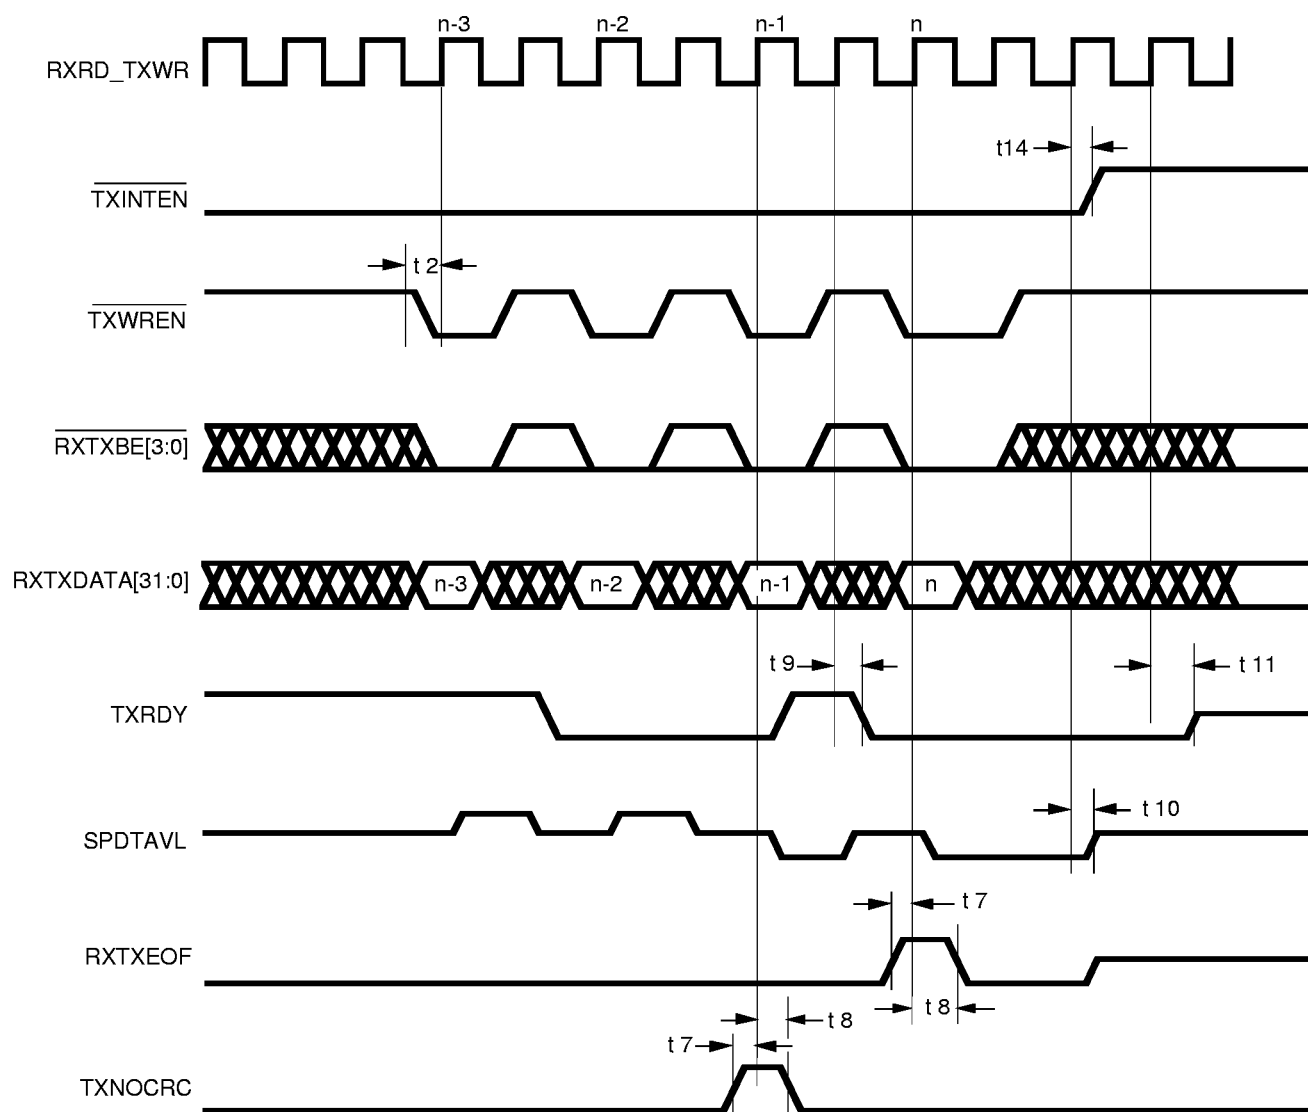 n-3 n-2 n-1 n
RXRD_TXWR
t14
TXINTEN
t 2
TXWREN
RXTXBE[3:0]
RXTXDATA[31:0] n-3 n-2 n-1 n
t 9 t 11
TXRDY
t 10
SPDTAVL
t 7
RXTXEOF
t 8 t 8
t 7
TXNOCRC